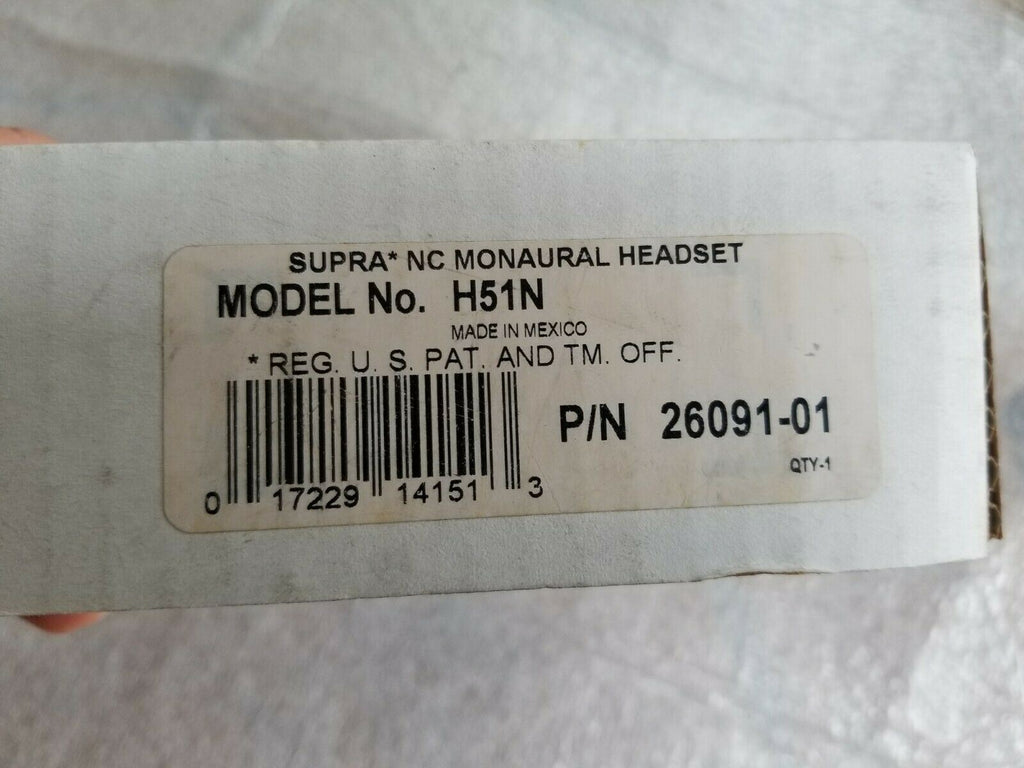 SUPRA* NC MONAURAL HEADSET
MODEL No. H51N
MADE IN MEXICO
* REG. U. S. PAT. AND TM. OFF.
P/N 26091-01
QTY-1
0 17229 14151 3